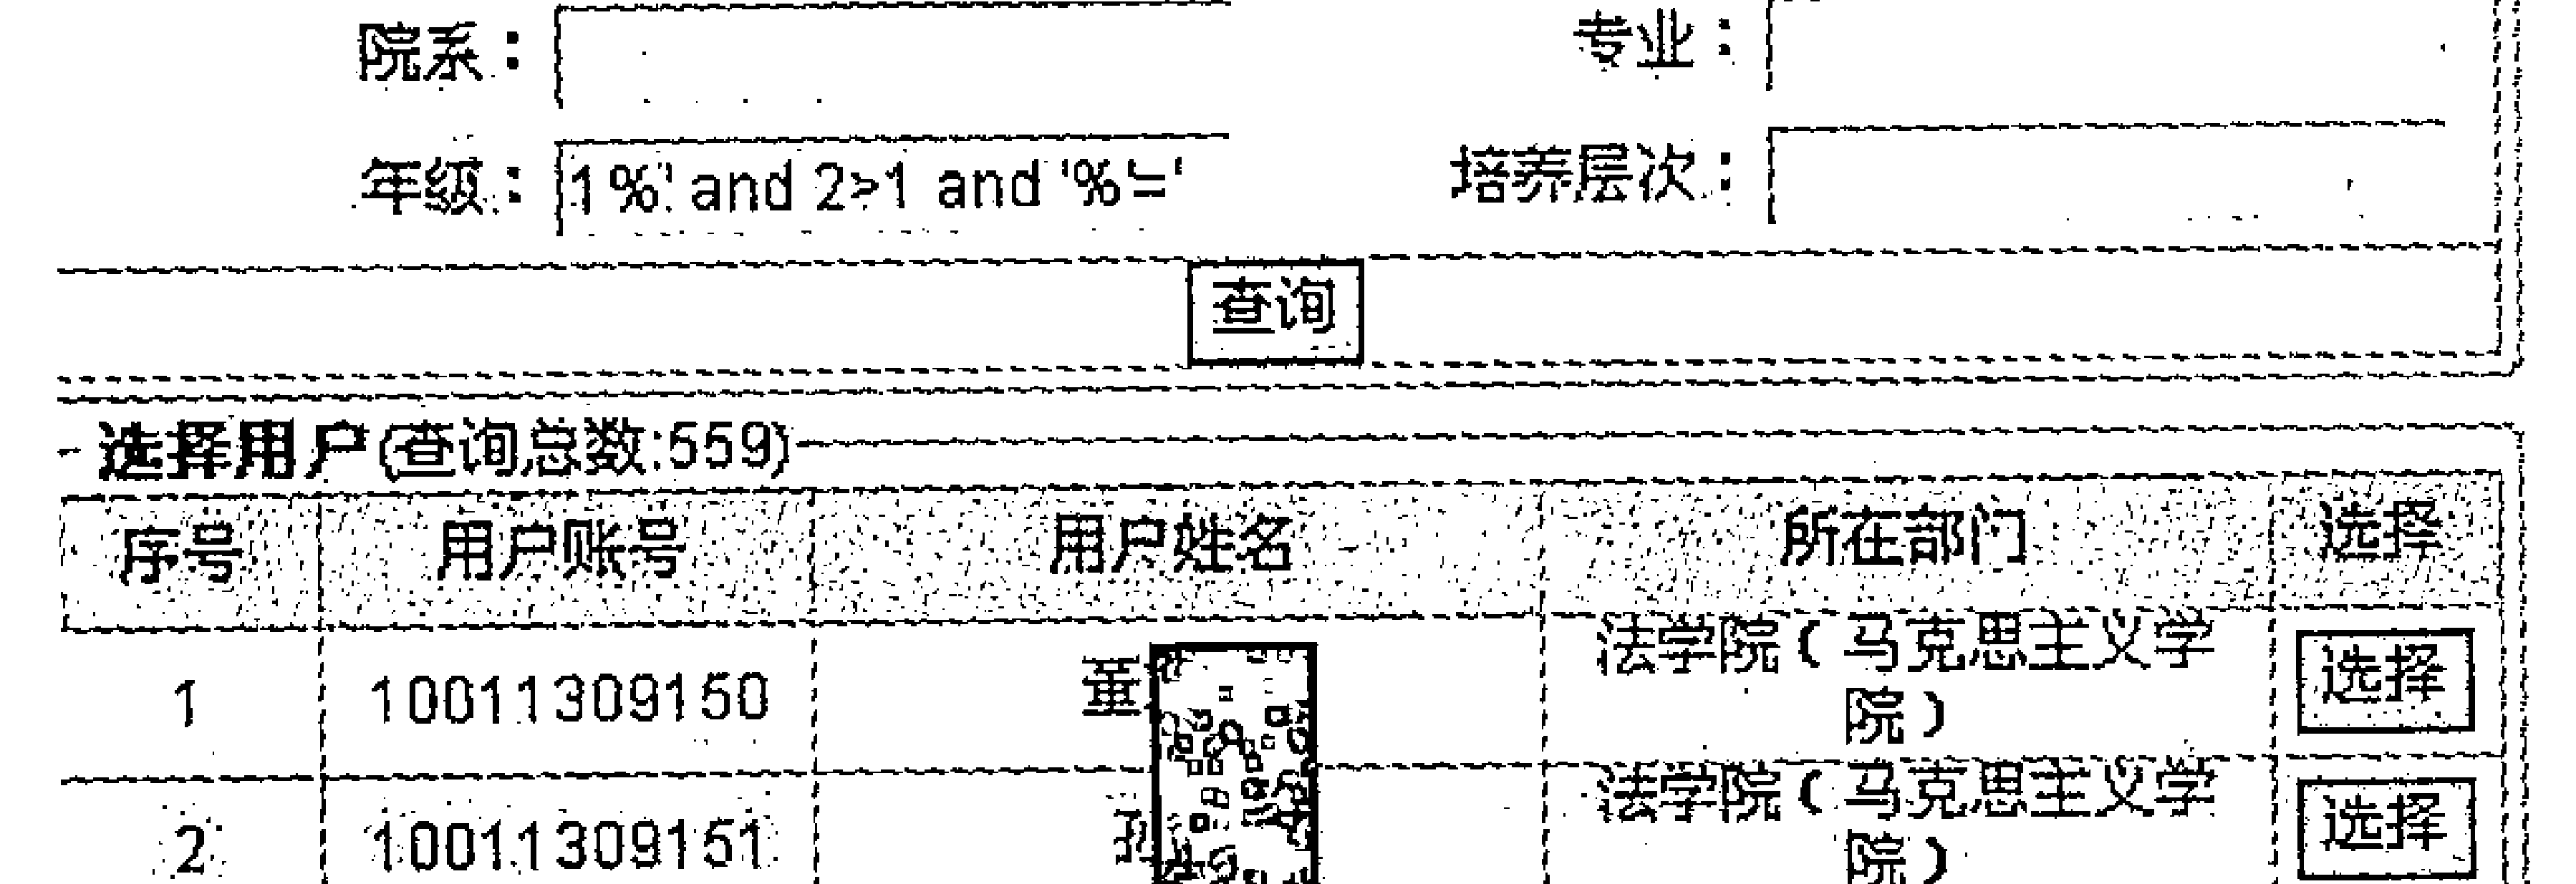 院系： 专业：
年级： 1%' and 2>1 and '%'=' 培养层次：
查询
选择用户(查询总数:559)
序号 用户账号 用户姓名 所在部门 选择
1 10011309150 董 法学院（马克思主义学院） 选择
2 10011309151 法学院（马克思主义学院） 选择